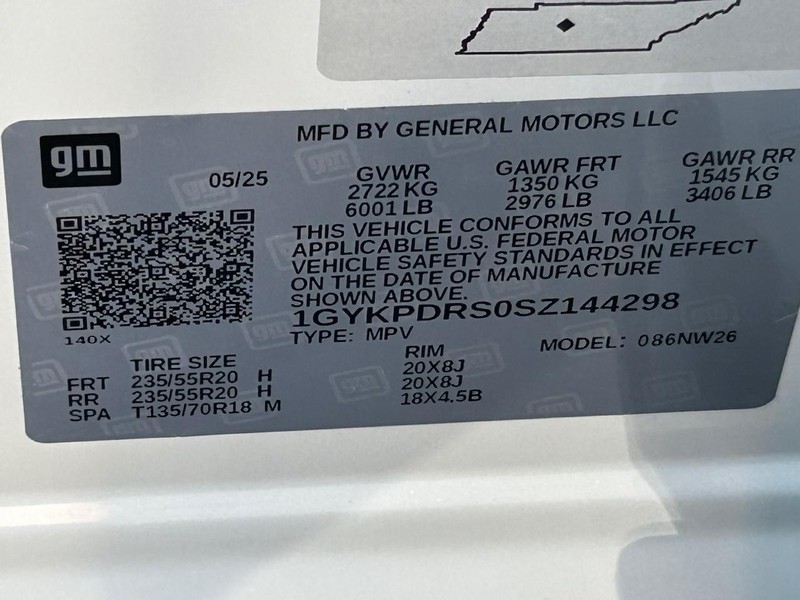 MFD BY GENERAL MOTORS LLC
gm
05/25
GVWR GAWR FRT GAWR RR
2722 KG 1350 KG 1545 KG
6001 LB 2976 LB 3406 LB
THIS VEHICLE CONFORMS TO ALL
APPLICABLE U.S. FEDERAL MOTOR
VEHICLE SAFETY STANDARDS IN EFFECT
ON THE DATE OF MANUFACTURE
SHOWN ABOVE.
1GYKPDRS0SZ144298
140X
TYPE: MPV MODEL: 086NW26
TIRE SIZE RIM
FRT 235/55R20 H 20X8J
RR 235/55R20 H 20X8J
SPA T135/70R18 M 18X4.5B